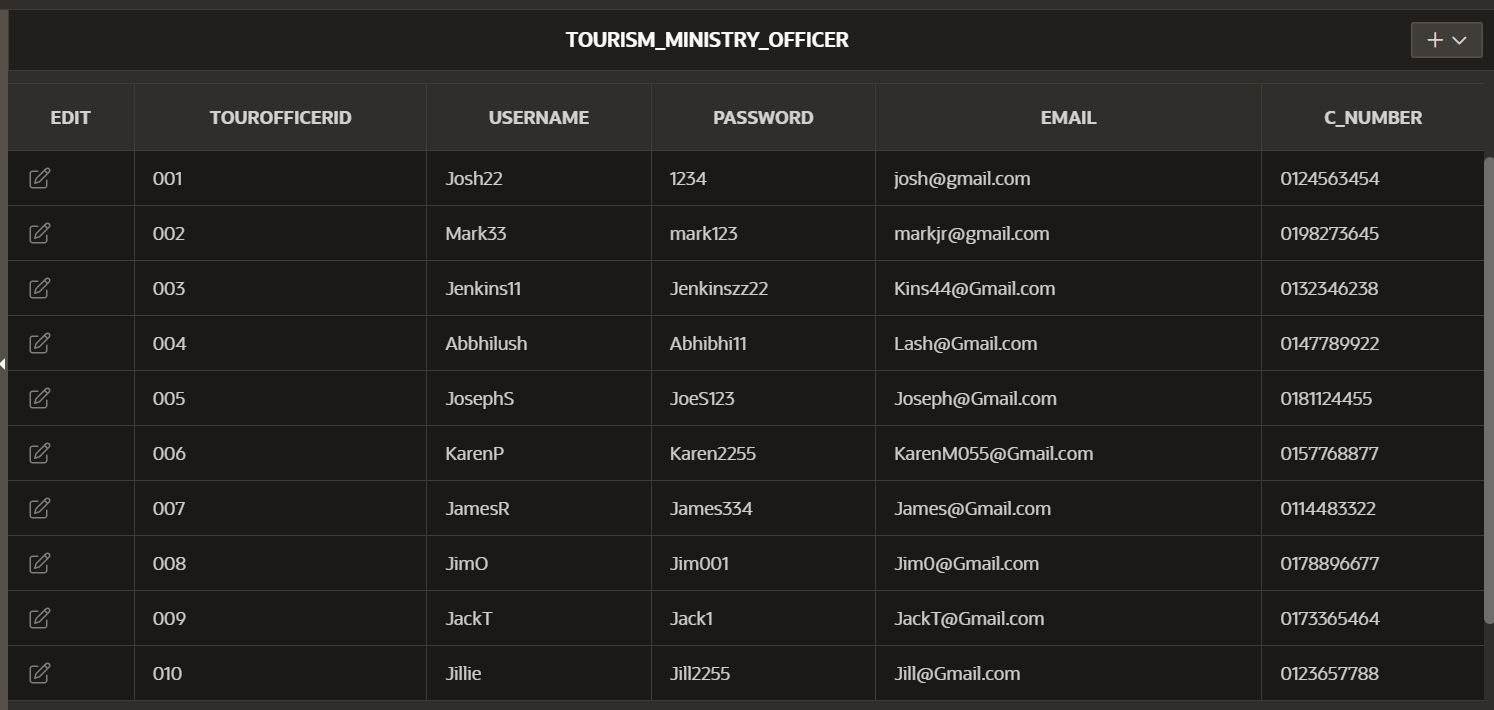 TOURISM_MINISTRY_OFFICER
EDIT TOUROFFICERID USERNAME PASSWORD EMAIL C_NUMBER
001 Josh22 1234 josh@gmail.com 0124563454
002 Mark33 mark123 markjr@gmail.com 0198273645
003 Jenkins11 Jenkinszz22 Kins44@Gmail.com 0132346238
004 Abbhilush Abhibhi11 Lash@Gmail.com 0147789922
005 JosephS JoeS123 Joseph@Gmail.com 0181124455
006 KarenP Karen2255 KarenM055@Gmail.com 0157768877
007 JamesR James334 James@Gmail.com 0114483322
008 JimO Jim001 Jim0@Gmail.com 0178896677
009 JackT Jack1 JackT@Gmail.com 0173365464
010 Jillie Jill2255 Jill@Gmail.com 0123657788